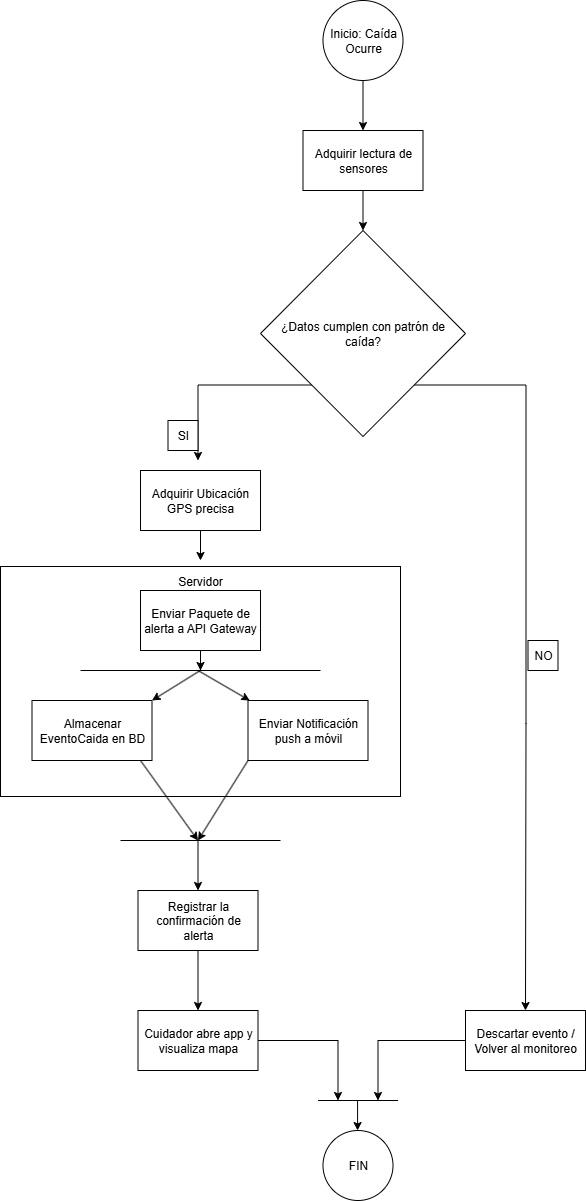 Inicio: Caída
Ocurre
Adquirir lectura de
sensores
¿Datos cumplen con patrón de
caída?
SI
Adquirir Ubicación
GPS precisa
Servidor
Enviar Paquete de
alerta a API Gateway
NO
Almacenar
EventoCaida en BD
Enviar Notificación
push a móvil
Registrar la
confirmación de
alerta
Cuidador abre app y
visualiza mapa
Descartar evento /
Volver al monitoreo
FIN